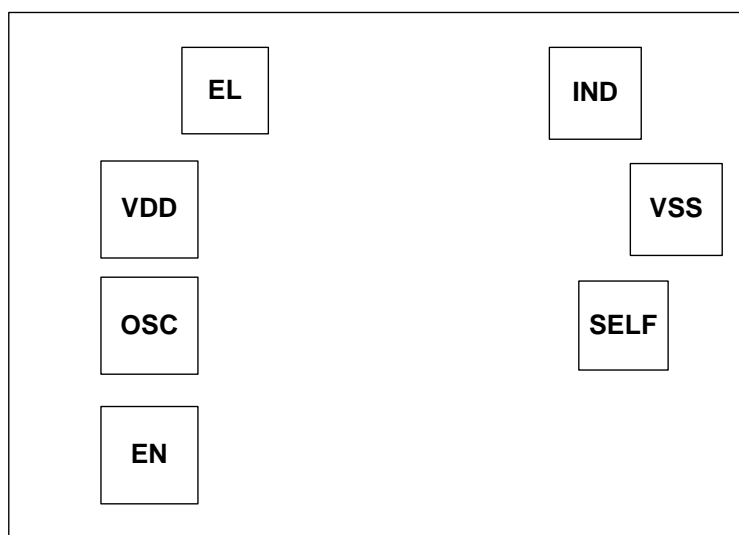 EL
IND
VDD
VSS
OSC
SELF
EN